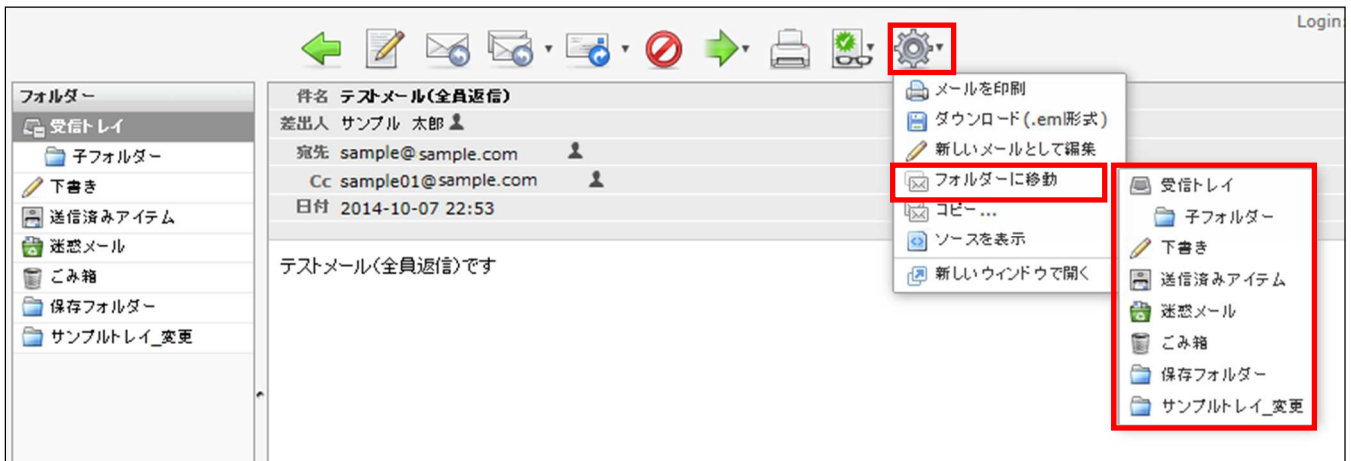 Login:
フォルダー
受信トレイ
子フォルダー
下書き
送信済みアイテム
迷惑メール
ごみ箱
保存フォルダー
サンプルトレイ_変更
件名 テストメール(全員返信)
差出人 サンプル 太郎
宛先 sample@sample.com
Cc sample01@sample.com
日付 2014-10-07 22:53
テストメール(全員返信)です
メールを印刷
ダウンロード(.eml形式)
新しいメールとして編集
フォルダーに移動
コピー...
ソースを表示
新しいウィンドウで開く
受信トレイ
子フォルダー
下書き
送信済みアイテム
迷惑メール
ごみ箱
保存フォルダー
サンプルトレイ_変更